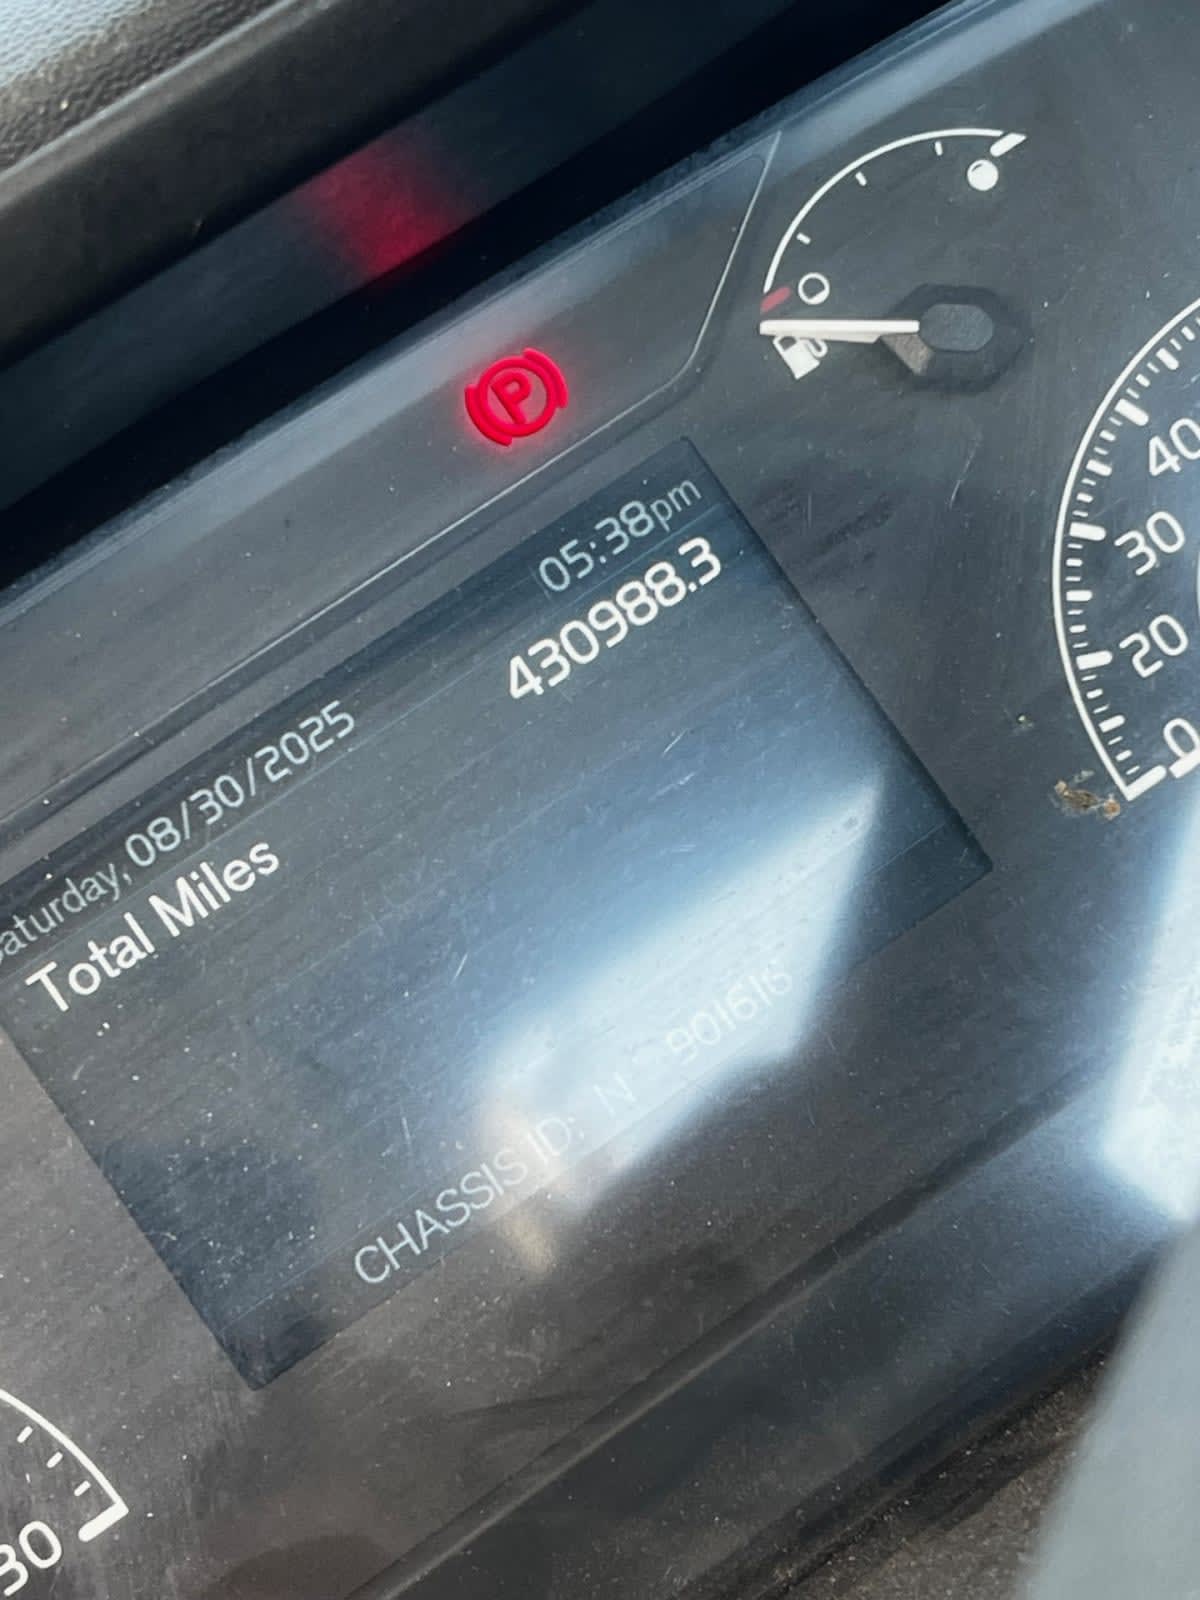 Saturday, 08/30/2025 05:38pm
Total Miles 430988.3
CHASSIS ID: N 901616
P
40
30
20
0
30